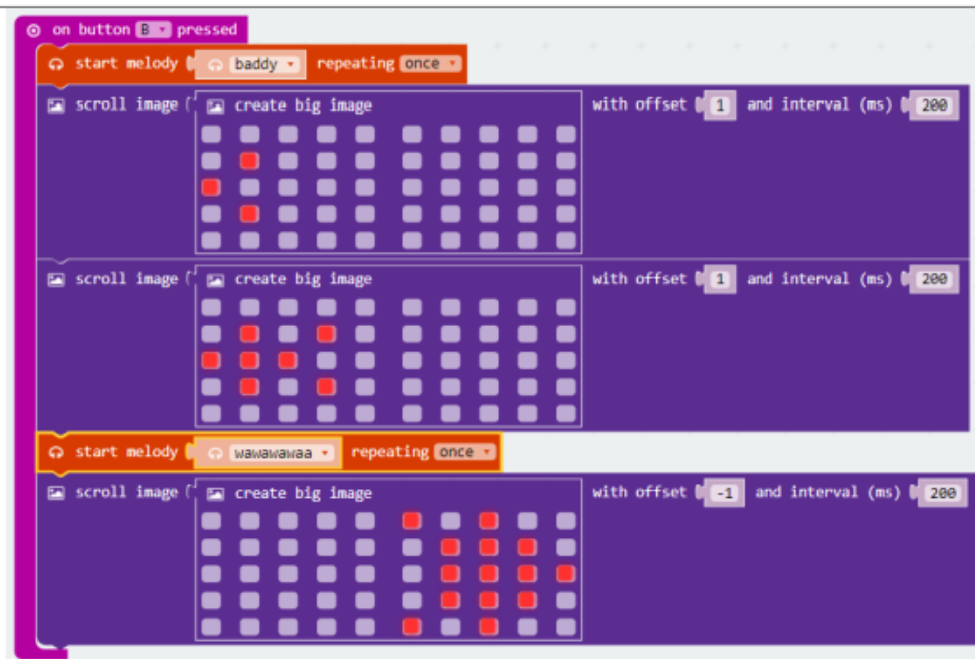 on button B pressed
start melody baddy repeating once
scroll image create big image with offset 1 and interval (ms) 200
scroll image create big image with offset 1 and interval (ms) 200
start melody wawawawaa repeating once
scroll image create big image with offset -1 and interval (ms) 200